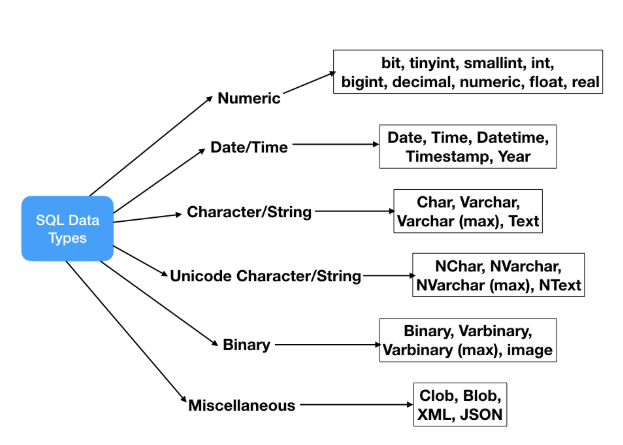 SQL Data
Types
Numeric
bit, tinyint, smallint, int,
bigint, decimal, numeric, float, real
Date/Time
Date, Time, Datetime,
Timestamp, Year
Character/String
Char, Varchar,
Varchar (max), Text
Unicode Character/String
NChar, NVarchar,
NVarchar (max), NText
Binary
Binary, Varbinary,
Varbinary (max), image
Miscellaneous
Clob, Blob,
XML, JSON